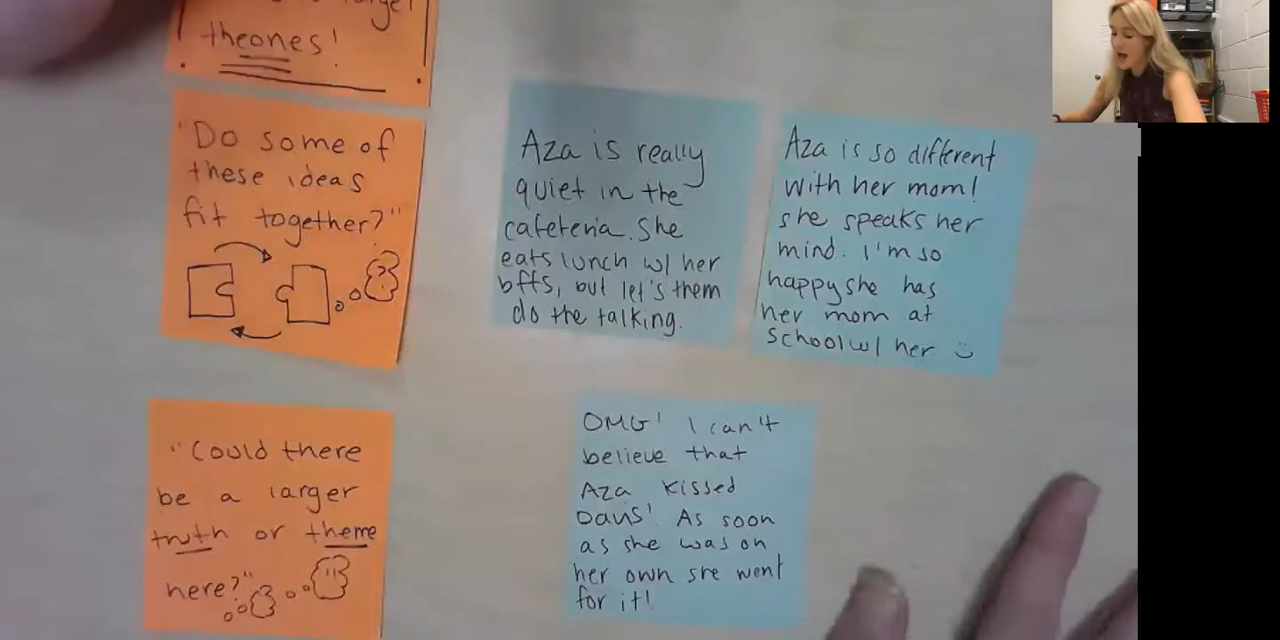 theories!
"Do some of
these ideas
fit together?"
?
"Could there
be a larger
truth or theme
here?"
!!
Aza is really
quiet in the
cafeteria. She
eats lunch w/ her
bffs, but let's them
do the talking.
Aza is so different
with her mom!
she speaks her
mind. I'm so
happy she has
her mom at
school w/ her
OMG! I can't
believe that
Aza kissed
Davis! As soon
as she was on
her own she went
for it!